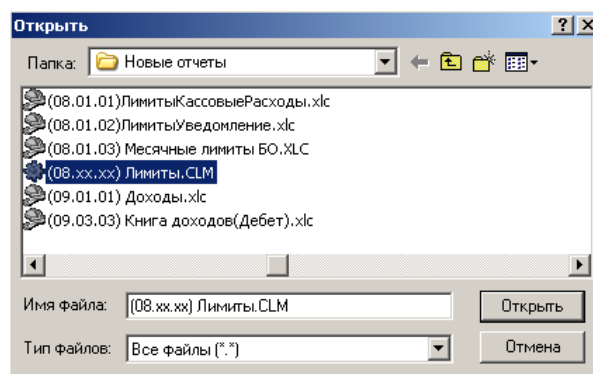 Открыть
Папка: Новые отчеты
(08.01.01)ЛимитыКассовыеРасходы.xlc
(08.01.02)ЛимитыУведомление.xlc
(08.01.03) Месячные лимиты БО.XLC
(08.xx.xx) Лимиты.CLM
(09.01.01) Доходы.xlc
(09.03.03) Книга доходов(Дебет).xlc
Имя файла: (08.xx.xx) Лимиты.CLM Открыть
Тип файлов: Все файлы (*.*) Отмена